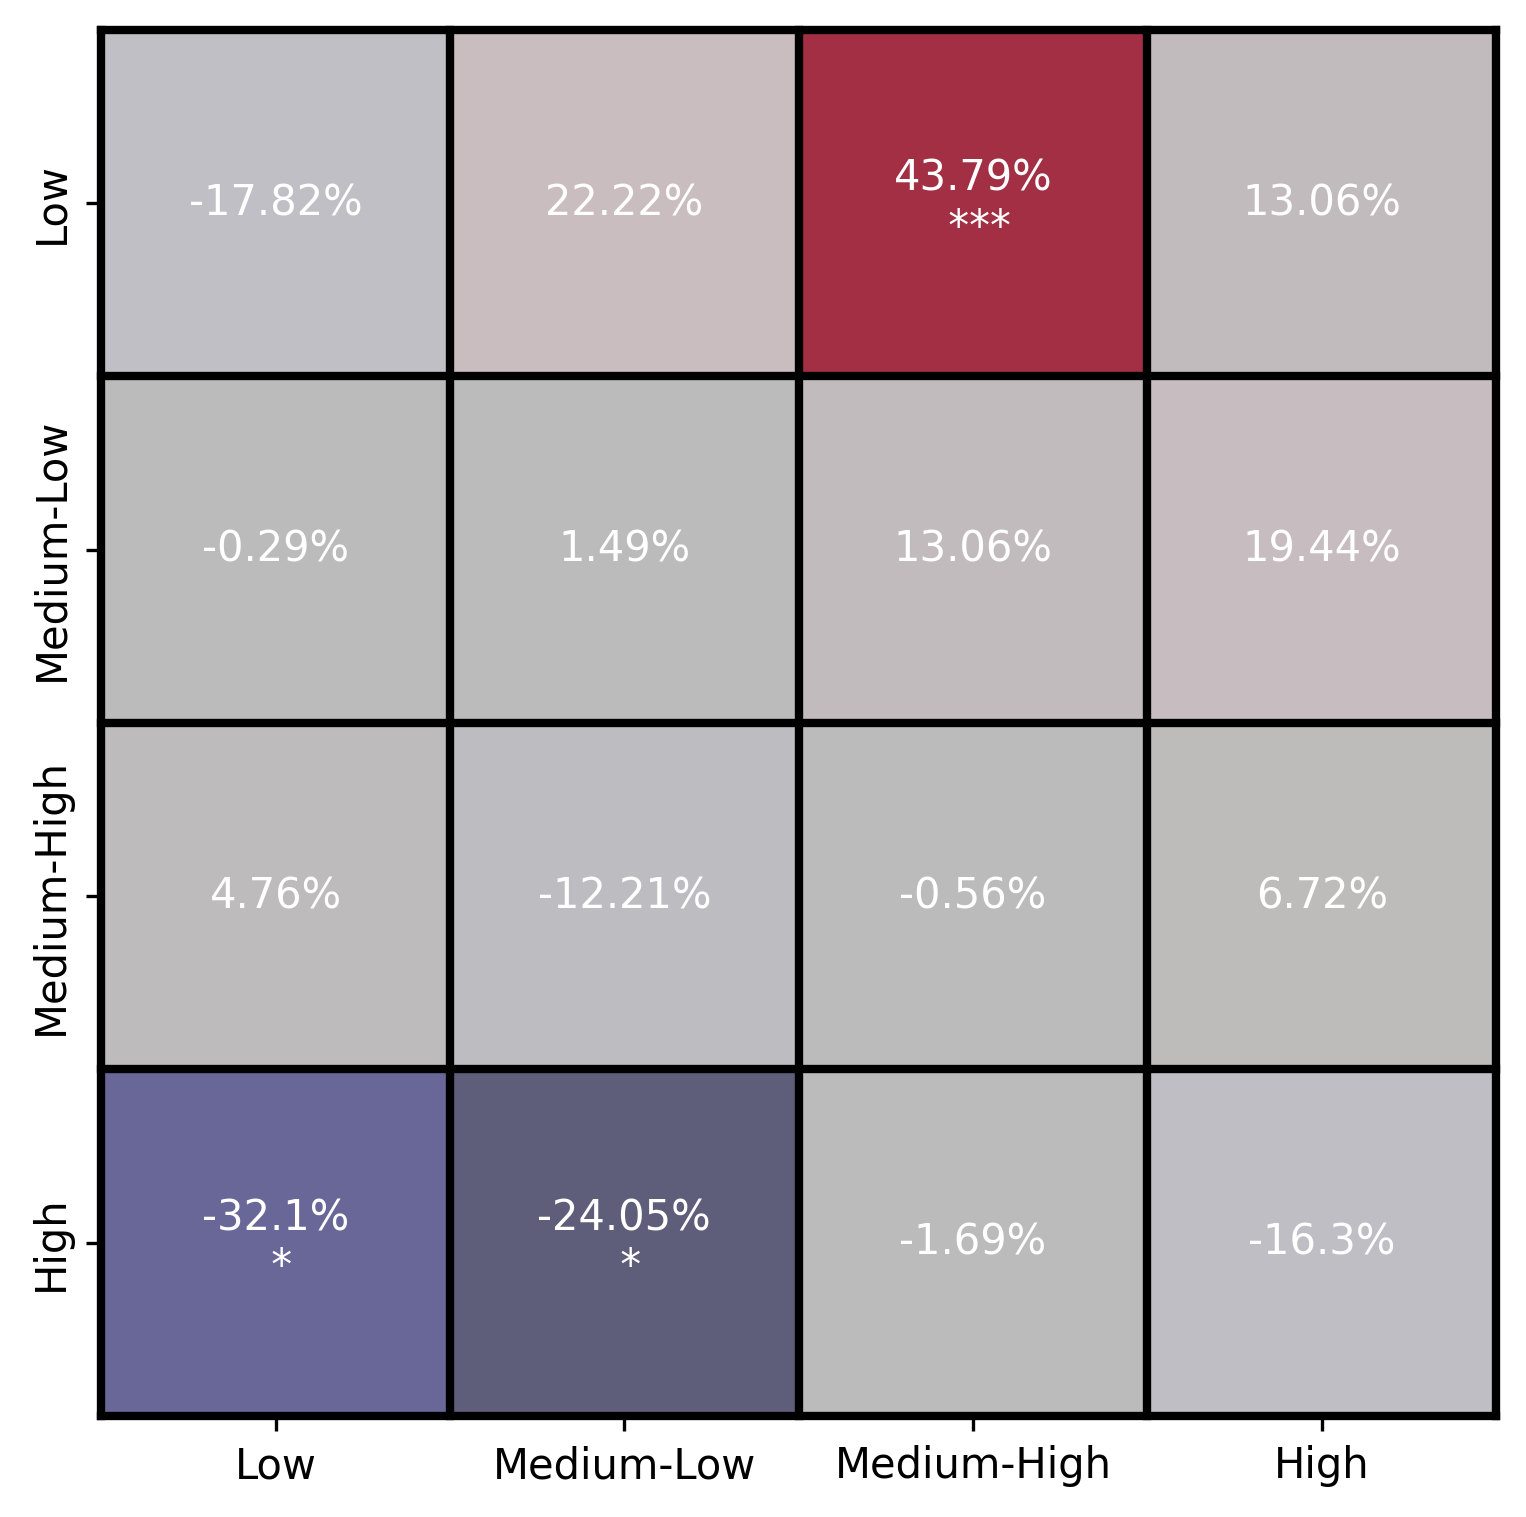 Low
-17.82%
22.22%
43.79%
***
13.06%
Medium-Low
-0.29%
1.49%
13.06%
19.44%
Medium-High
4.76%
-12.21%
-0.56%
6.72%
High
-32.1%
*
-24.05%
*
-1.69%
-16.3%
Low
Medium-Low
Medium-High
High